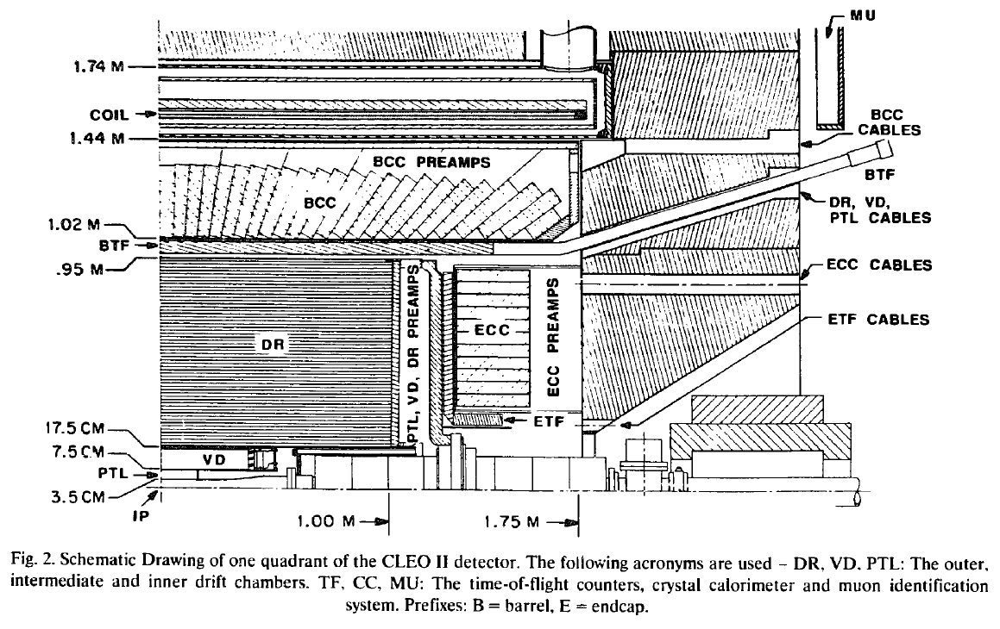 MU
1.74 M
COIL
1.44 M
BCC
CABLES
BCC PREAMPS
BCC
BTF
DR, VD,
PTL CABLES
1.02 M
BTF
.95 M
ECC CABLES
PTL, VD, DR PREAMPS
ECC
ECC PREAMPS
ETF CABLES
DR
ETF
17.5 CM
7.5 CM
VD
PTL
3.5 CM
IP
1.00 M
1.75 M
Fig. 2. Schematic Drawing of one quadrant of the CLEO II detector. The following acronyms are used – DR, VD, PTL: The outer,
intermediate and inner drift chambers. TF, CC, MU: The time-of-flight counters, crystal calorimeter and muon identification
system. Prefixes: B = barrel, E = endcap.